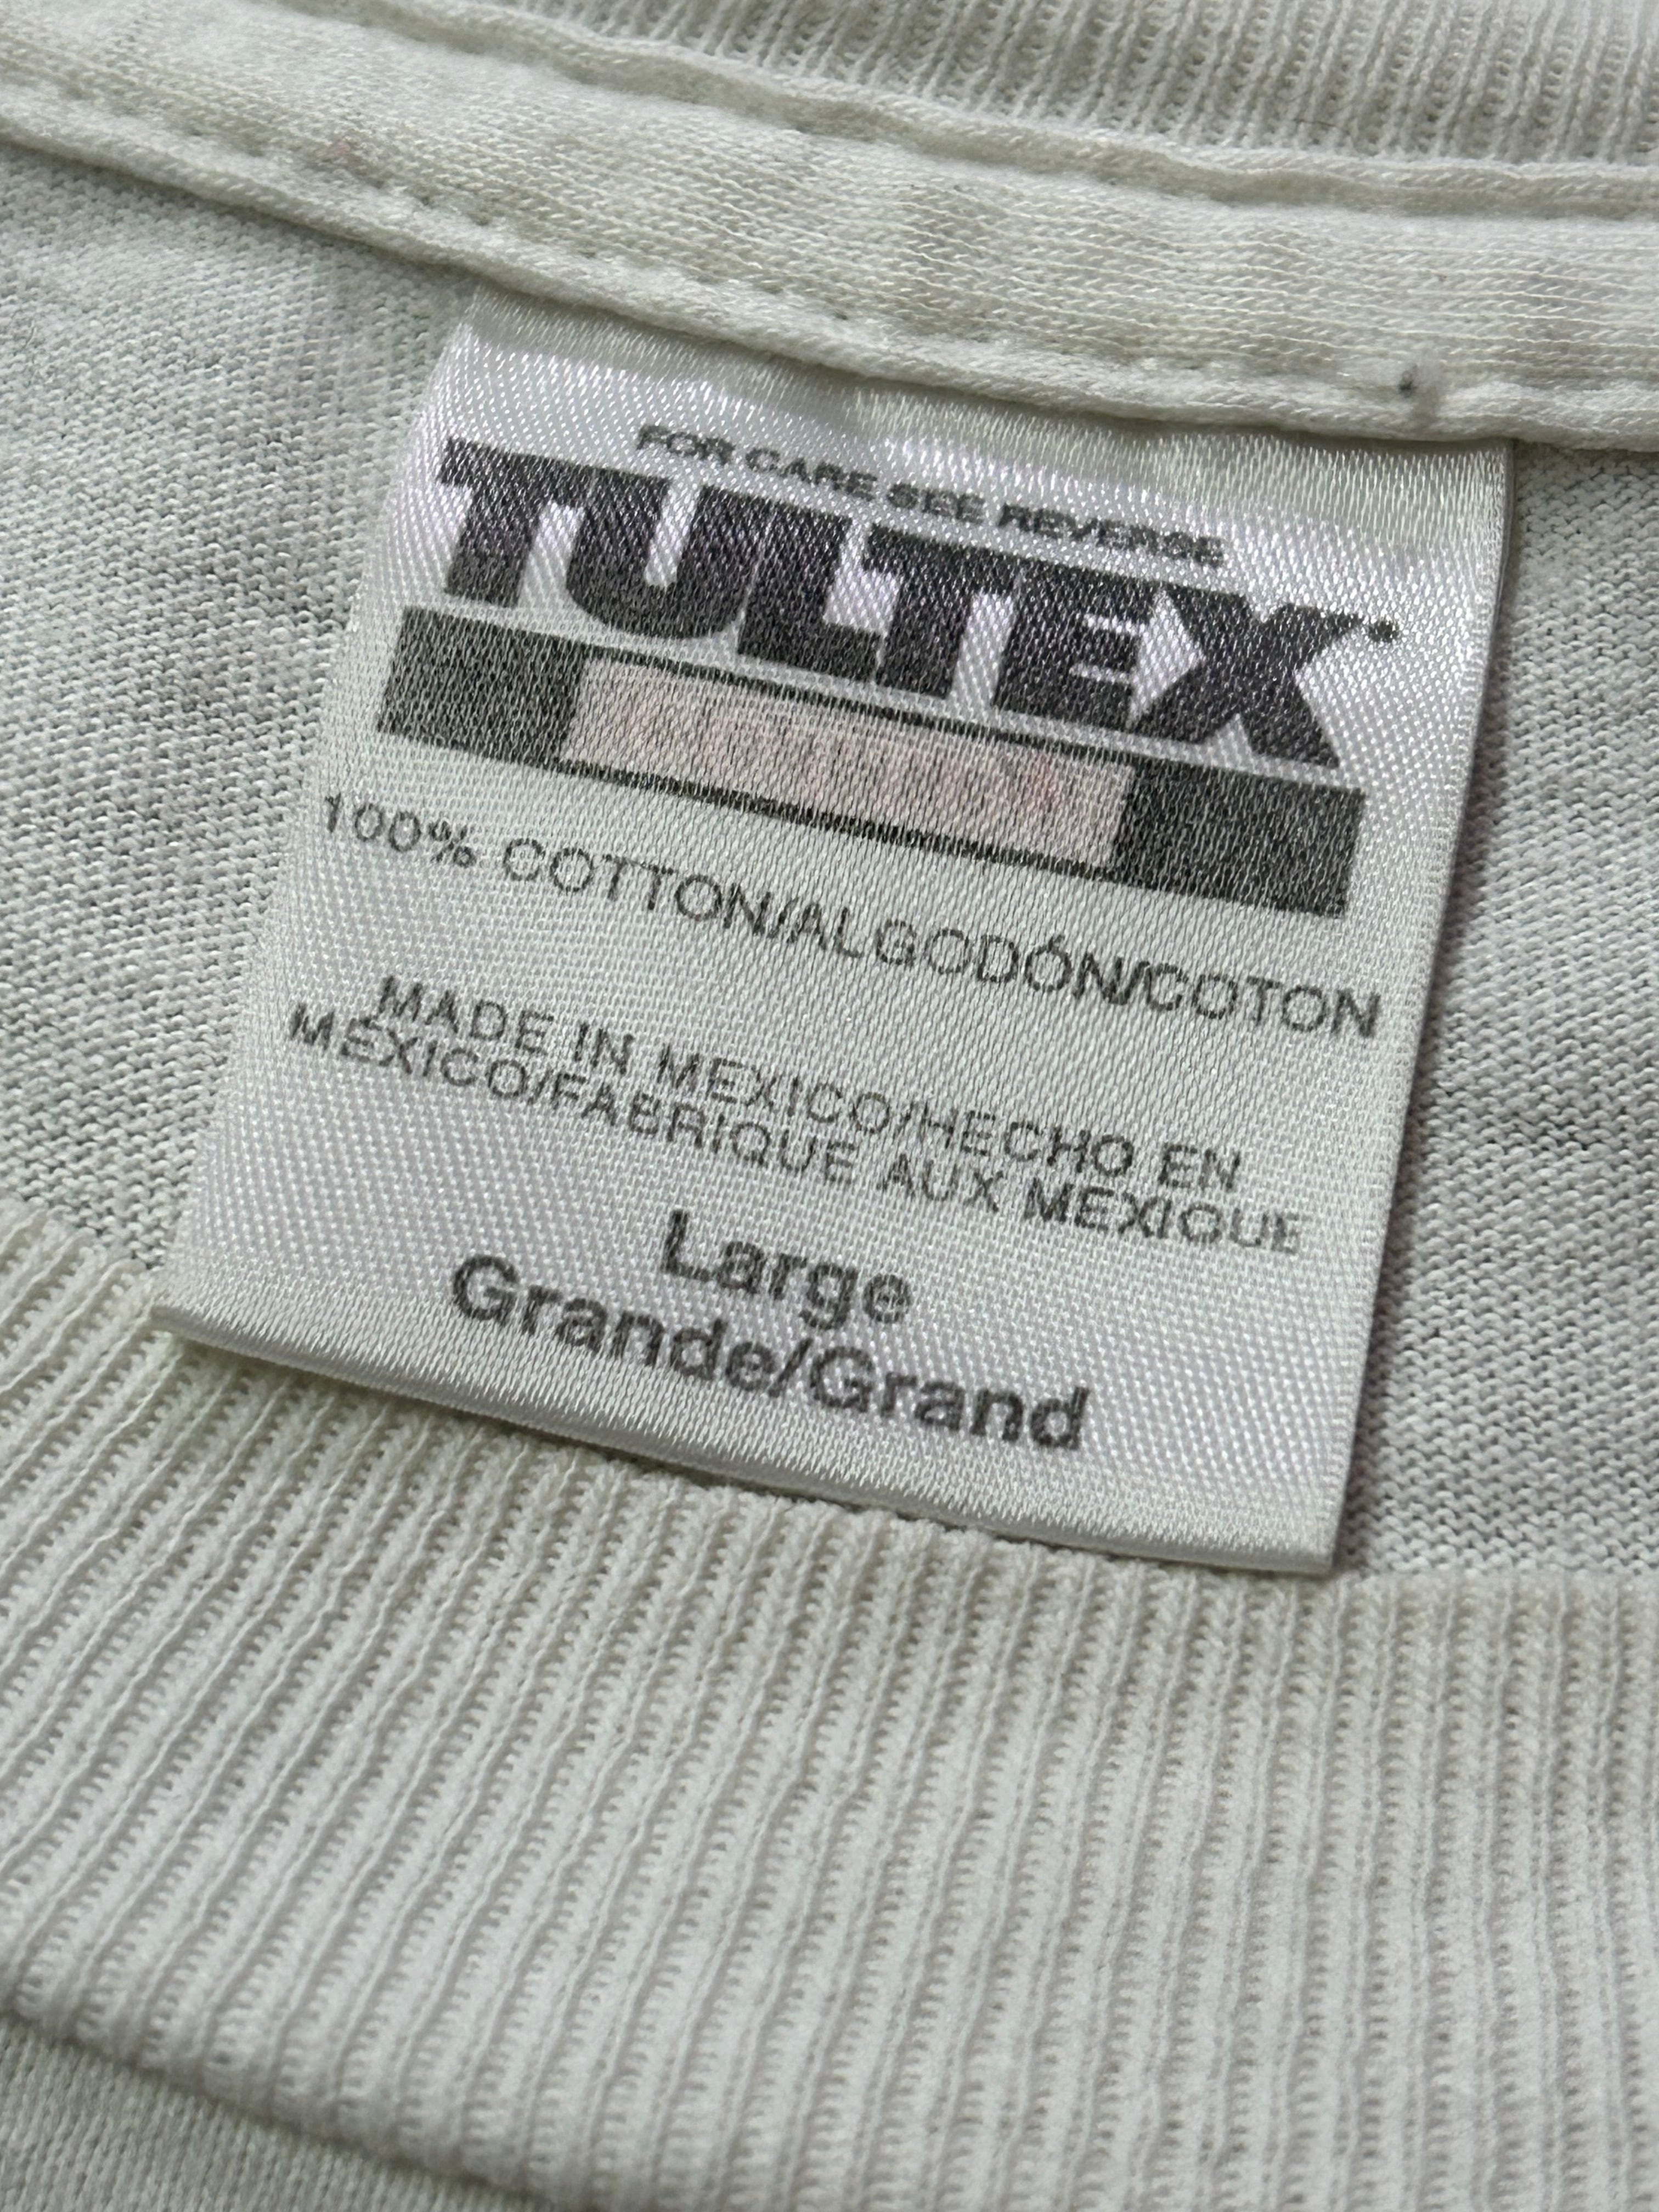 FOR CARE SEE REVERSE
TULTEX
100% COTTON/ALGODÓN/COTON
MADE IN MEXICO/HECHO EN
MEXICO/FABRIQUE AUX MEXIQUE
Large
Grande/Grand